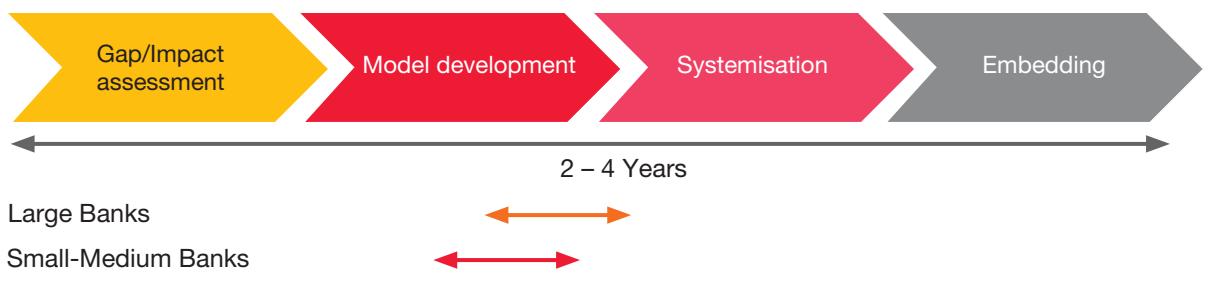 Gap/Impact
assessment
Model development
Systemisation
Embedding
2 – 4 Years
Large Banks
Small-Medium Banks